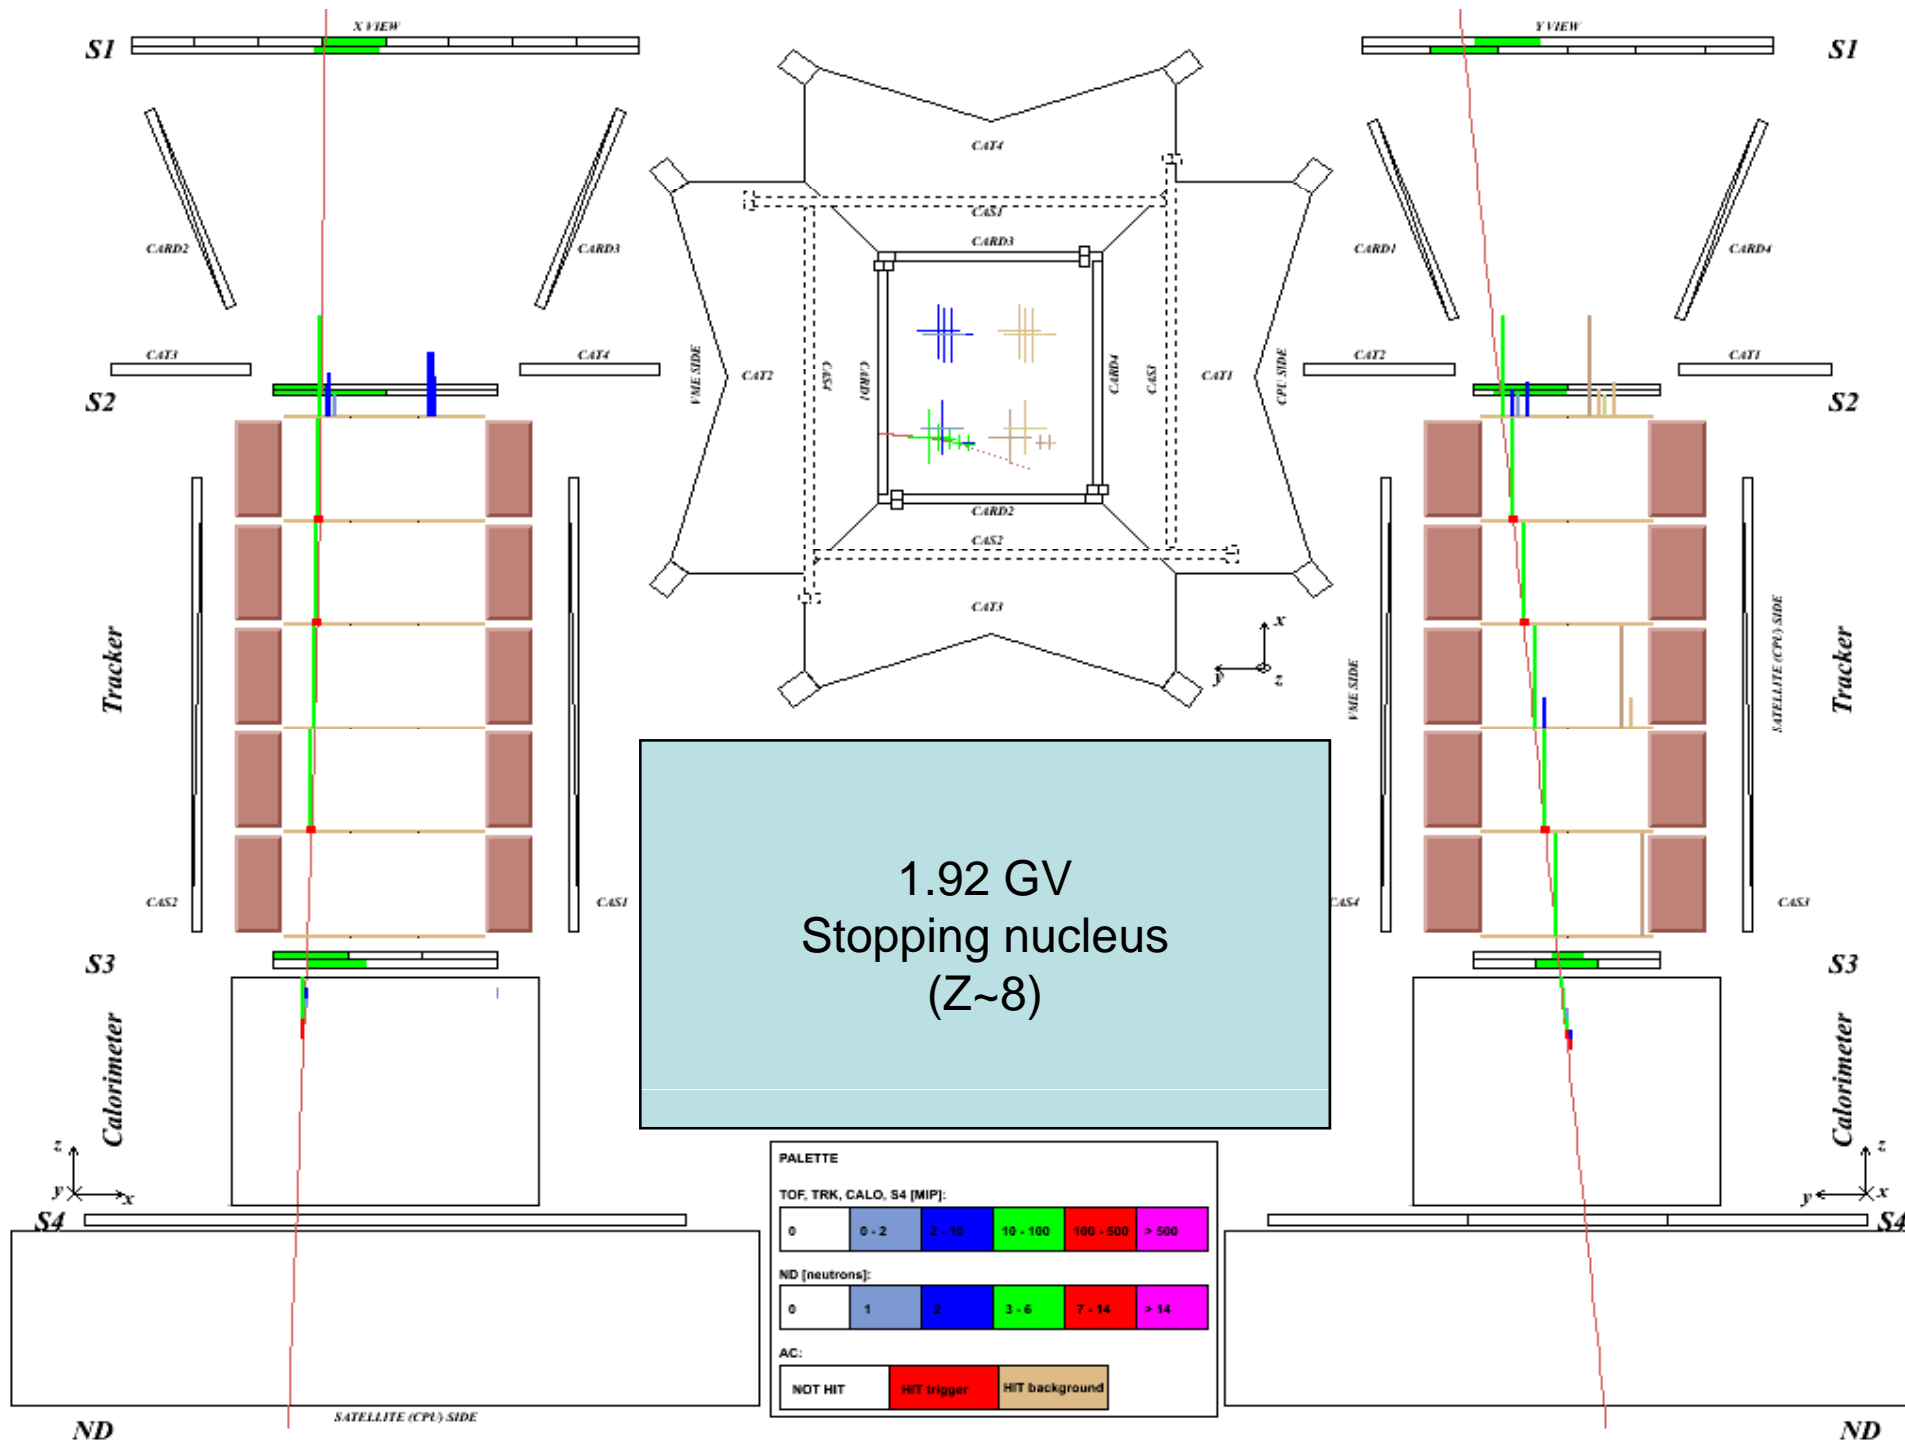 X VIEW
S1
CARD2
CARD3
CAT3
CAT4
S2
Tracker
CAS2
CAS1
S3
Calorimeter
z
y
x
S4
SATELLITE (CPU) SIDE
ND
CAT4
CAS1
CARD3
VME SIDE
CAT2
CAS4
CARD1
CARD4
CAS3
CAT1
CPU SIDE
CARD2
CAS2
CAT3
x
y
z
1.92 GV
Stopping nucleus
(Z~8)
PALETTE
TOF, TRK, CALO, S4 [MIP]:
0 0 - 2 2 - 10 10 - 100 100 - 500 > 500
ND [neutrons]:
0 1 2 3 - 6 7 - 14 > 14
AC:
NOT HIT HIT trigger HIT background
Y VIEW
S1
CARD1
CARD4
CAT2
CAT1
S2
VME SIDE
SATELLITE (CPU) SIDE
Tracker
CAS4
CAS3
S3
Calorimeter
z
y
x
S4
ND